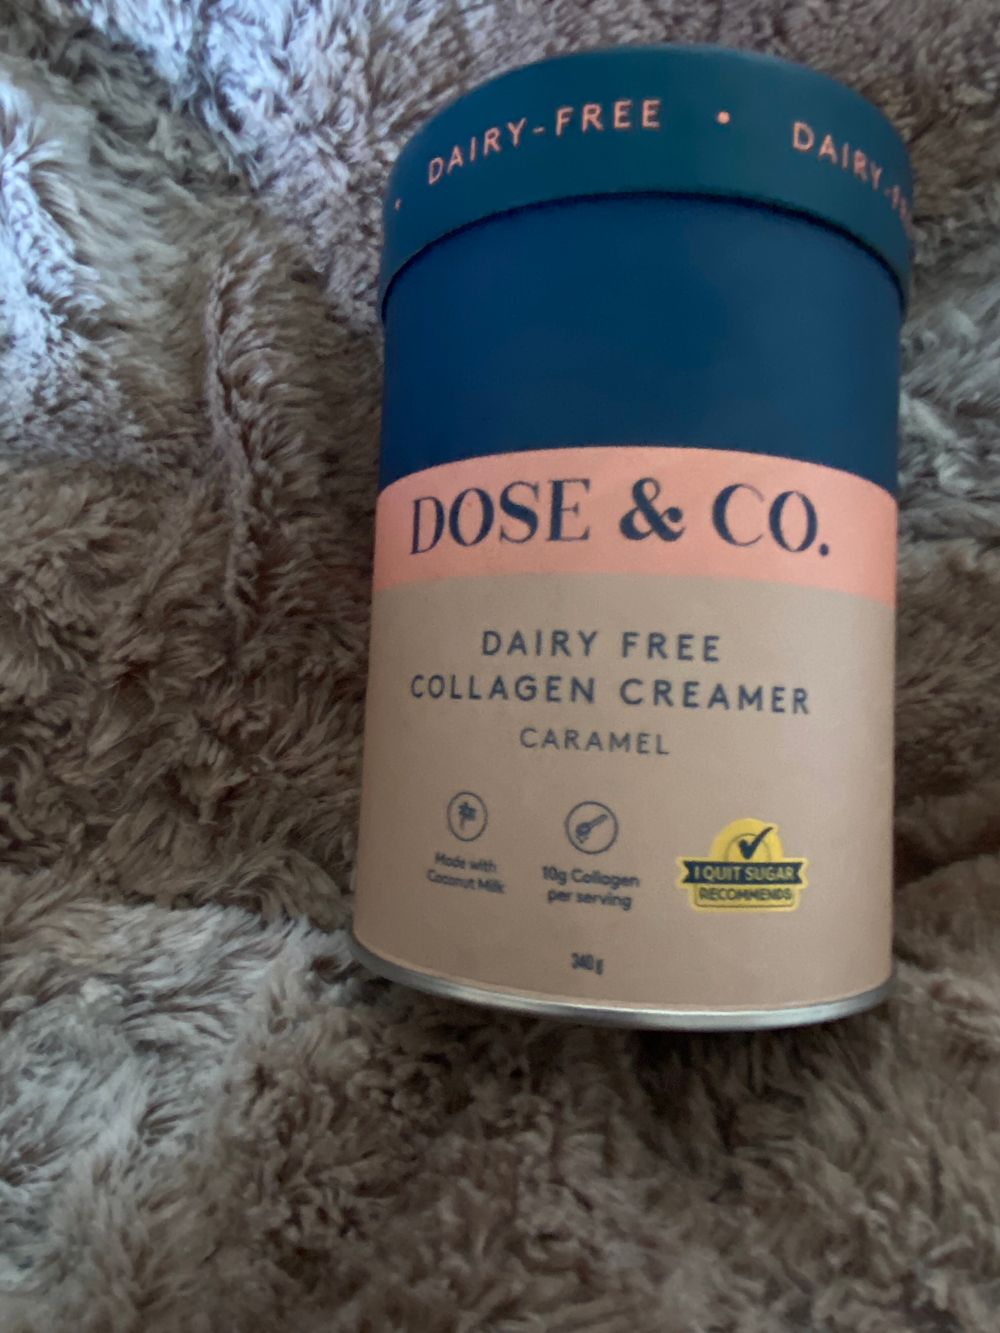 DAIRY-FREE • DAIRY-F
DOSE & CO.
DAIRY FREE
COLLAGEN CREAMER
CARAMEL
Made with
Coconut Milk
10g Collagen
per serving
I QUIT SUGAR
RECOMMENDS
340 g